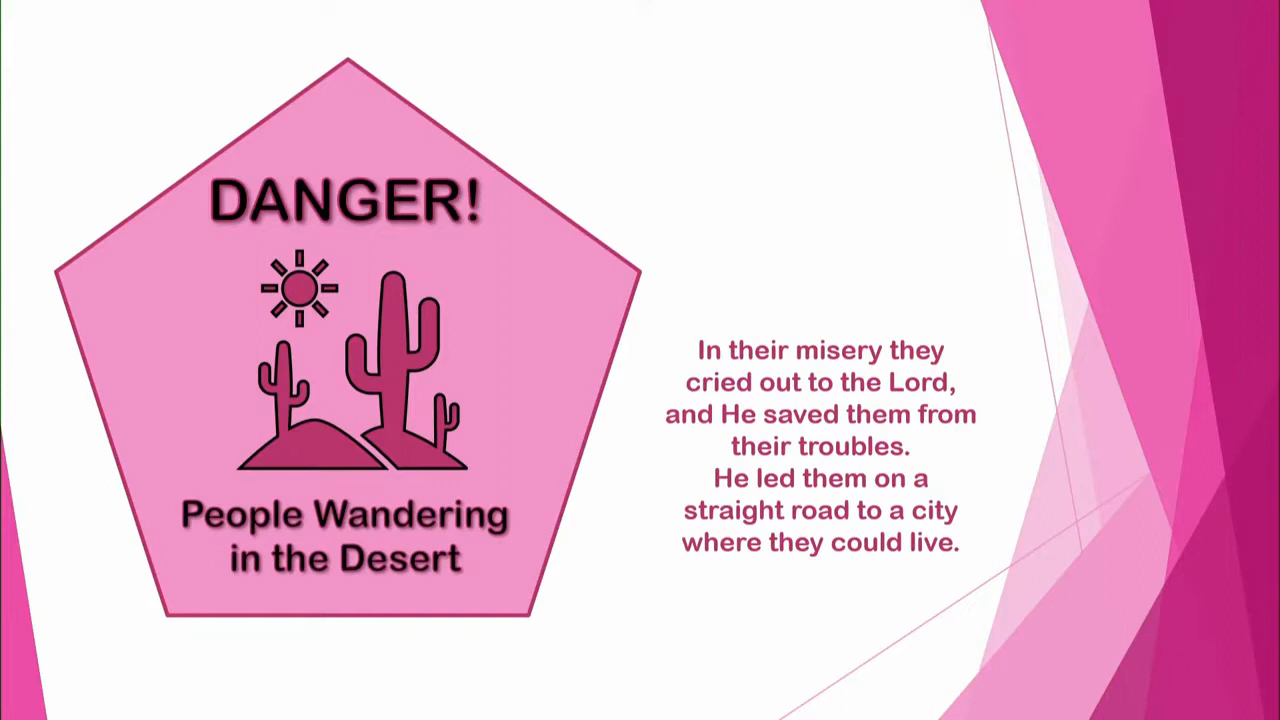 DANGER!
People Wandering
in the Desert
In their misery they
cried out to the Lord,
and He saved them from
their troubles.
He led them on a
straight road to a city
where they could live.